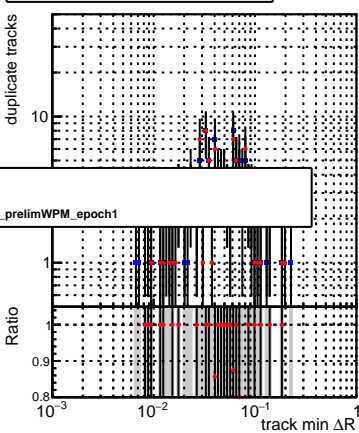 duplicate tracks
10
_prelimWPM_epoch1
1
Ratio
1
0.9
0.8
10⁻³ 10⁻² 10⁻¹ 1
track min ΔR